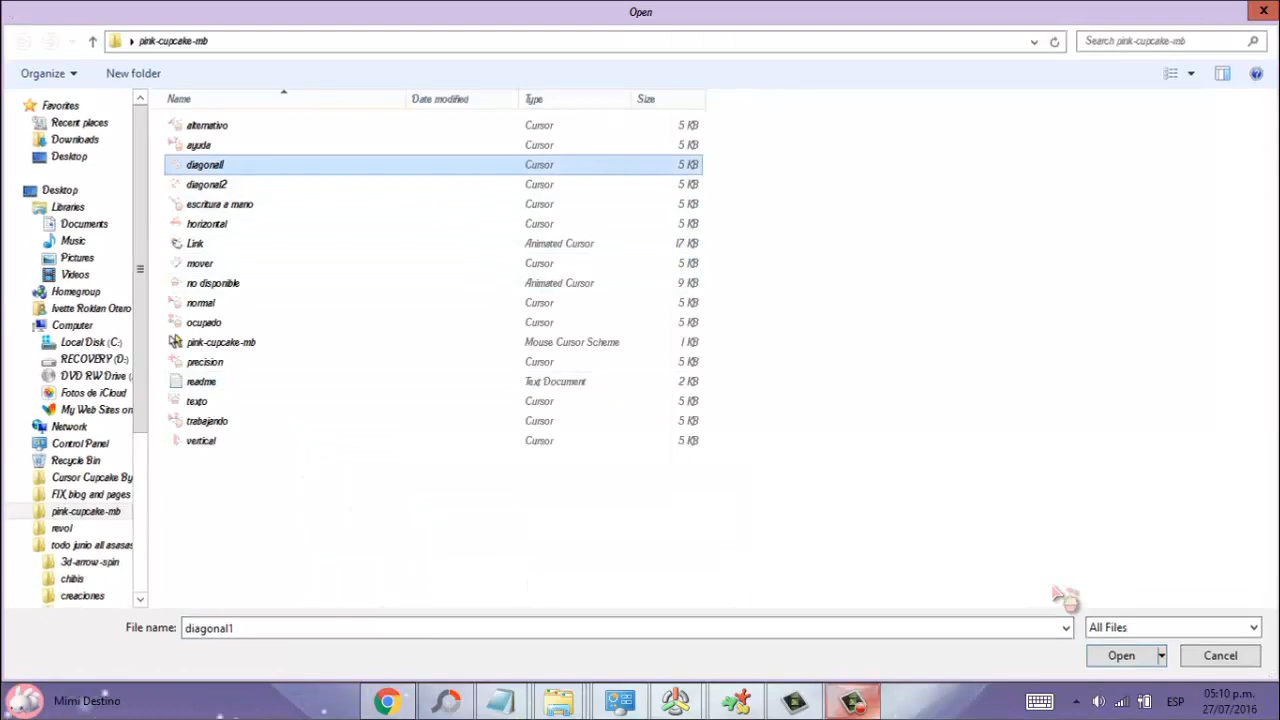 Open
pink-cupcake-mb
Search pink-cupcake-mb
Organize
New folder
Name
Date modified
Type
Size
Favorites
Recent places
Downloads
Desktop
Desktop
Libraries
Documents
Music
Pictures
Videos
Homegroup
Ivette Roldan Otero
Computer
Local Disk (C:)
RECOVERY (D:)
DVD RW Drive (
Fotos de iCloud
My Web Sites on
Network
Control Panel
Recycle Bin
Cursor Cupcake By
FIX blog and pages
pink-cupcake-mb
revol
todo junio all asasas
3d-arrow-spin
chibis
creaciones
alternativo Cursor 5 KB
ayuda Cursor 5 KB
diagonal1 Cursor 5 KB
diagonal2 Cursor 5 KB
escritura a mano Cursor 5 KB
horizontal Cursor 5 KB
Link Animated Cursor 17 KB
mover Cursor 5 KB
no disponible Animated Cursor 9 KB
normal Cursor 5 KB
ocupado Cursor 5 KB
pink-cupcake-mb Mouse Cursor Scheme 1 KB
precision Cursor 5 KB
readme Text Document 2 KB
texto Cursor 5 KB
trabajando Cursor 5 KB
vertical Cursor 5 KB
File name: diagonal1
All Files
Open
Cancel
Mimi Destino
ESP
05:10 p.m.
27/07/2016